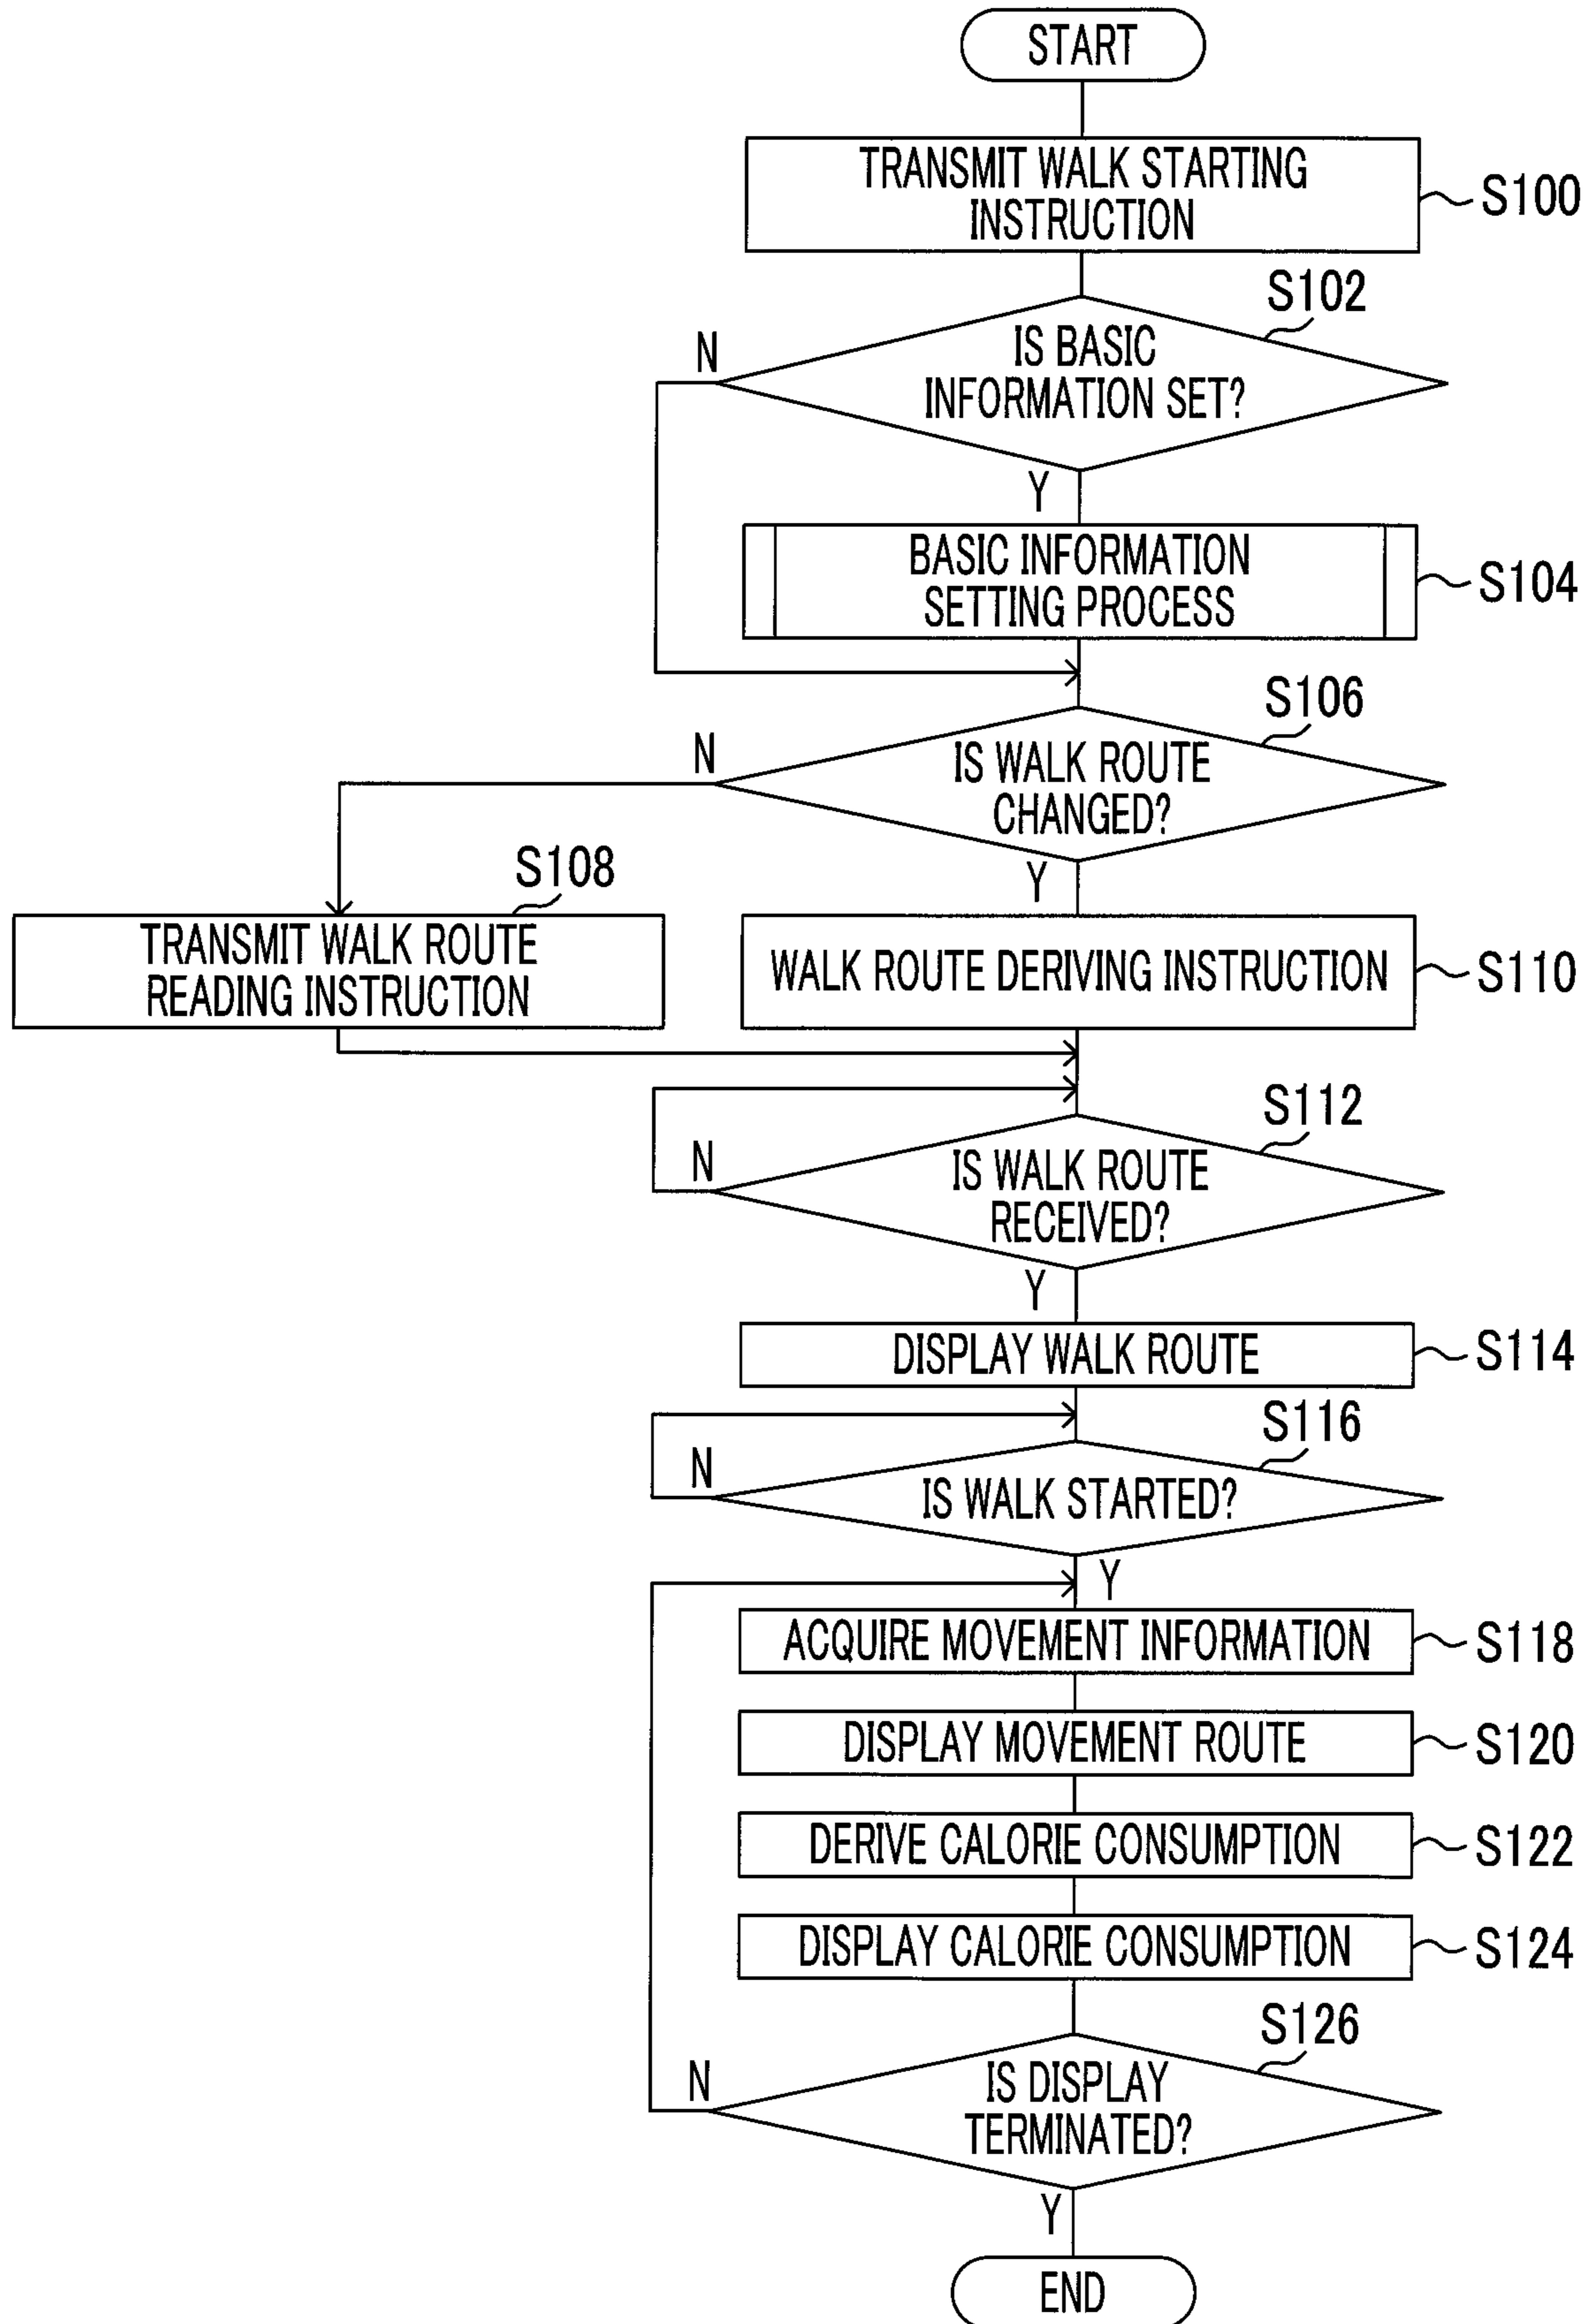 START
TRANSMIT WALK STARTING
INSTRUCTION
S100
S102
IS BASIC
INFORMATION SET?
N
Y
BASIC INFORMATION
SETTING PROCESS
S104
S106
IS WALK ROUTE
CHANGED?
N
Y
S108
TRANSMIT WALK ROUTE
READING INSTRUCTION
WALK ROUTE DERIVING INSTRUCTION
S110
S112
IS WALK ROUTE
RECEIVED?
N
Y
DISPLAY WALK ROUTE
S114
S116
N
IS WALK STARTED?
Y
ACQUIRE MOVEMENT INFORMATION
S118
DISPLAY MOVEMENT ROUTE
S120
DERIVE CALORIE CONSUMPTION
S122
DISPLAY CALORIE CONSUMPTION
S124
S126
N
IS DISPLAY
TERMINATED?
Y
END